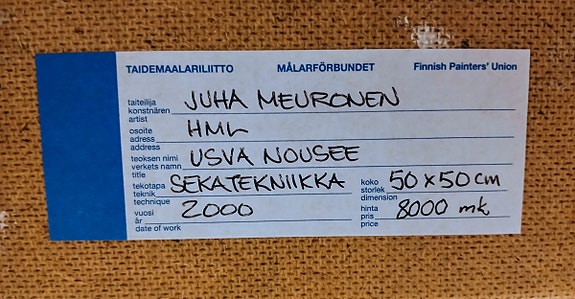 TAIDEMAALARILIITTO MÅLARFÖRBUNDET Finnish Painters' Union
taiteilija
konstnären JUHA MEURONEN
artist
osoite
adress HML
address
teoksen nimi
verkets namn USVA NOUSEE
title
tekotapa
teknik SEKATEKNIIKKA
technique
koko
storlek 50 x 50 cm
dimension
vuosi
år 2000
date of work
hinta
pris 8000 mk
price